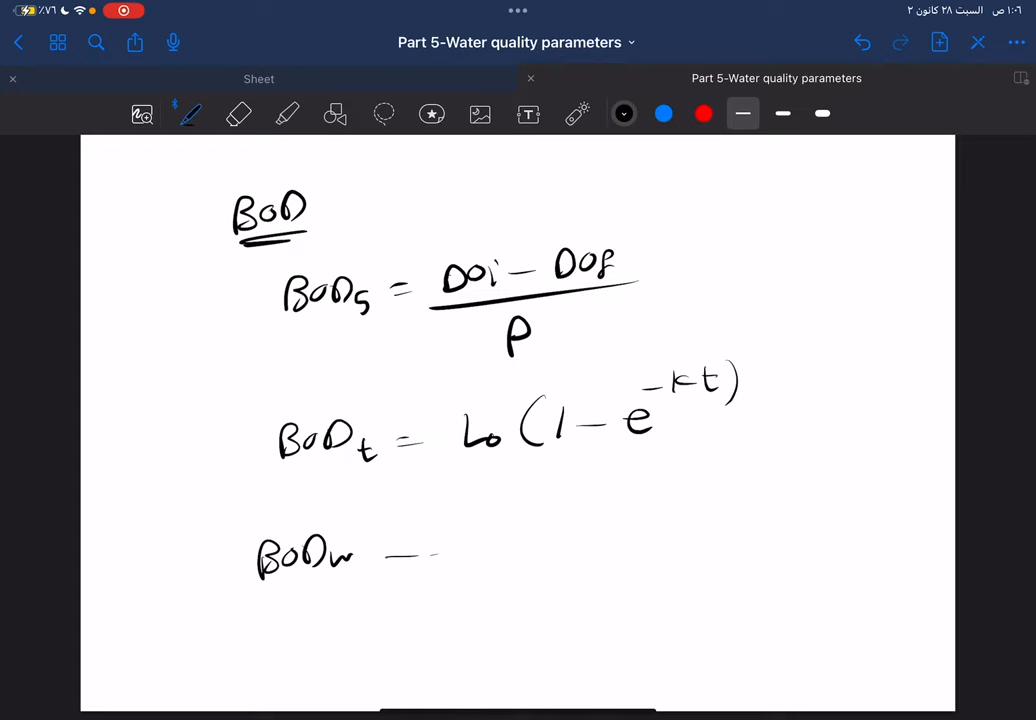 ٪٧٦ ١:٠٦ ص السبت ٢٨ كانون ٢
Part 5-Water quality parameters
Sheet
Part 5-Water quality parameters
BOD
BOD₅ = (DOi - DOf) / P
BODt = L₀(1 - e^-kt)
BODw —-